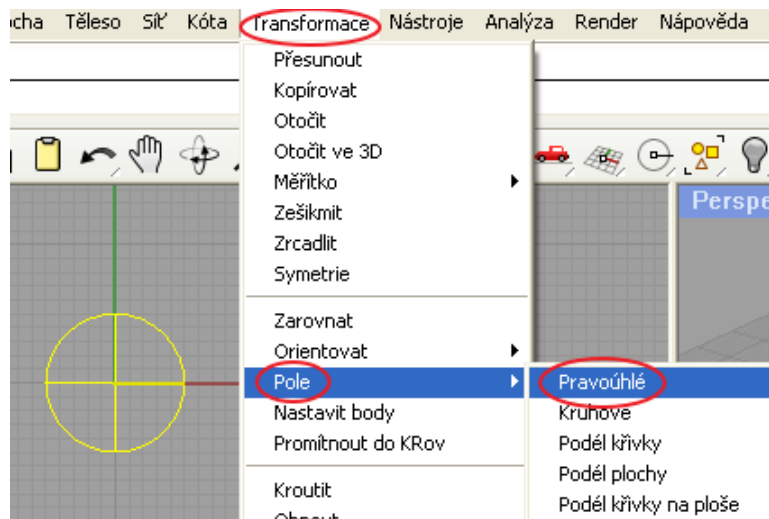 ocha Těleso Síť Kóta Transformace Nástroje Analýza Render Nápověda
Přesunout
Kopírovat
Otočit
Otočit ve 3D
Měřítko
Zešikmit
Zrcadlit
Symetrie
Zarovnat
Orientovat
Pole
Nastavit body
Promítnout do KRov
Kroutit
Ohnout
Perspe
Pravoúhlé
Kruhové
Podél křivky
Podél plochy
Podél křivky na ploše